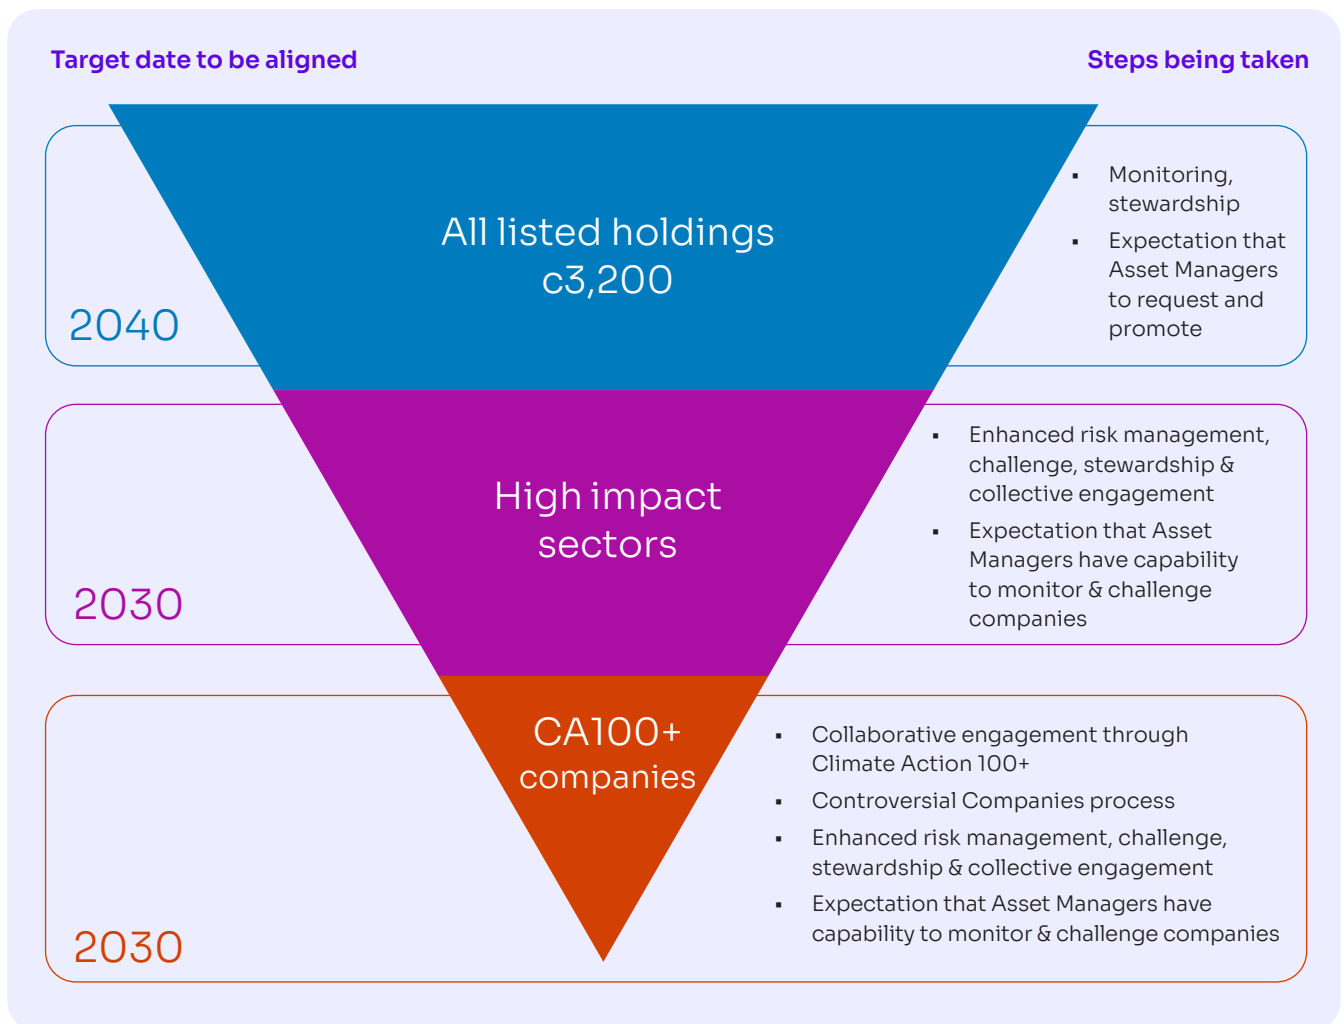 Target date to be aligned
Steps being taken
All listed holdings
c3,200
2040
▪ Monitoring,
stewardship
▪ Expectation that
Asset Managers
to request and
promote
High impact
sectors
2030
▪ Enhanced risk management,
challenge, stewardship &
collective engagement
▪ Expectation that Asset
Managers have capability
to monitor & challenge
companies
CA100+
companies
2030
▪ Collaborative engagement through
Climate Action 100+
▪ Controversial Companies process
▪ Enhanced risk management, challenge,
stewardship & collective engagement
▪ Expectation that Asset Managers have
capability to monitor & challenge companies